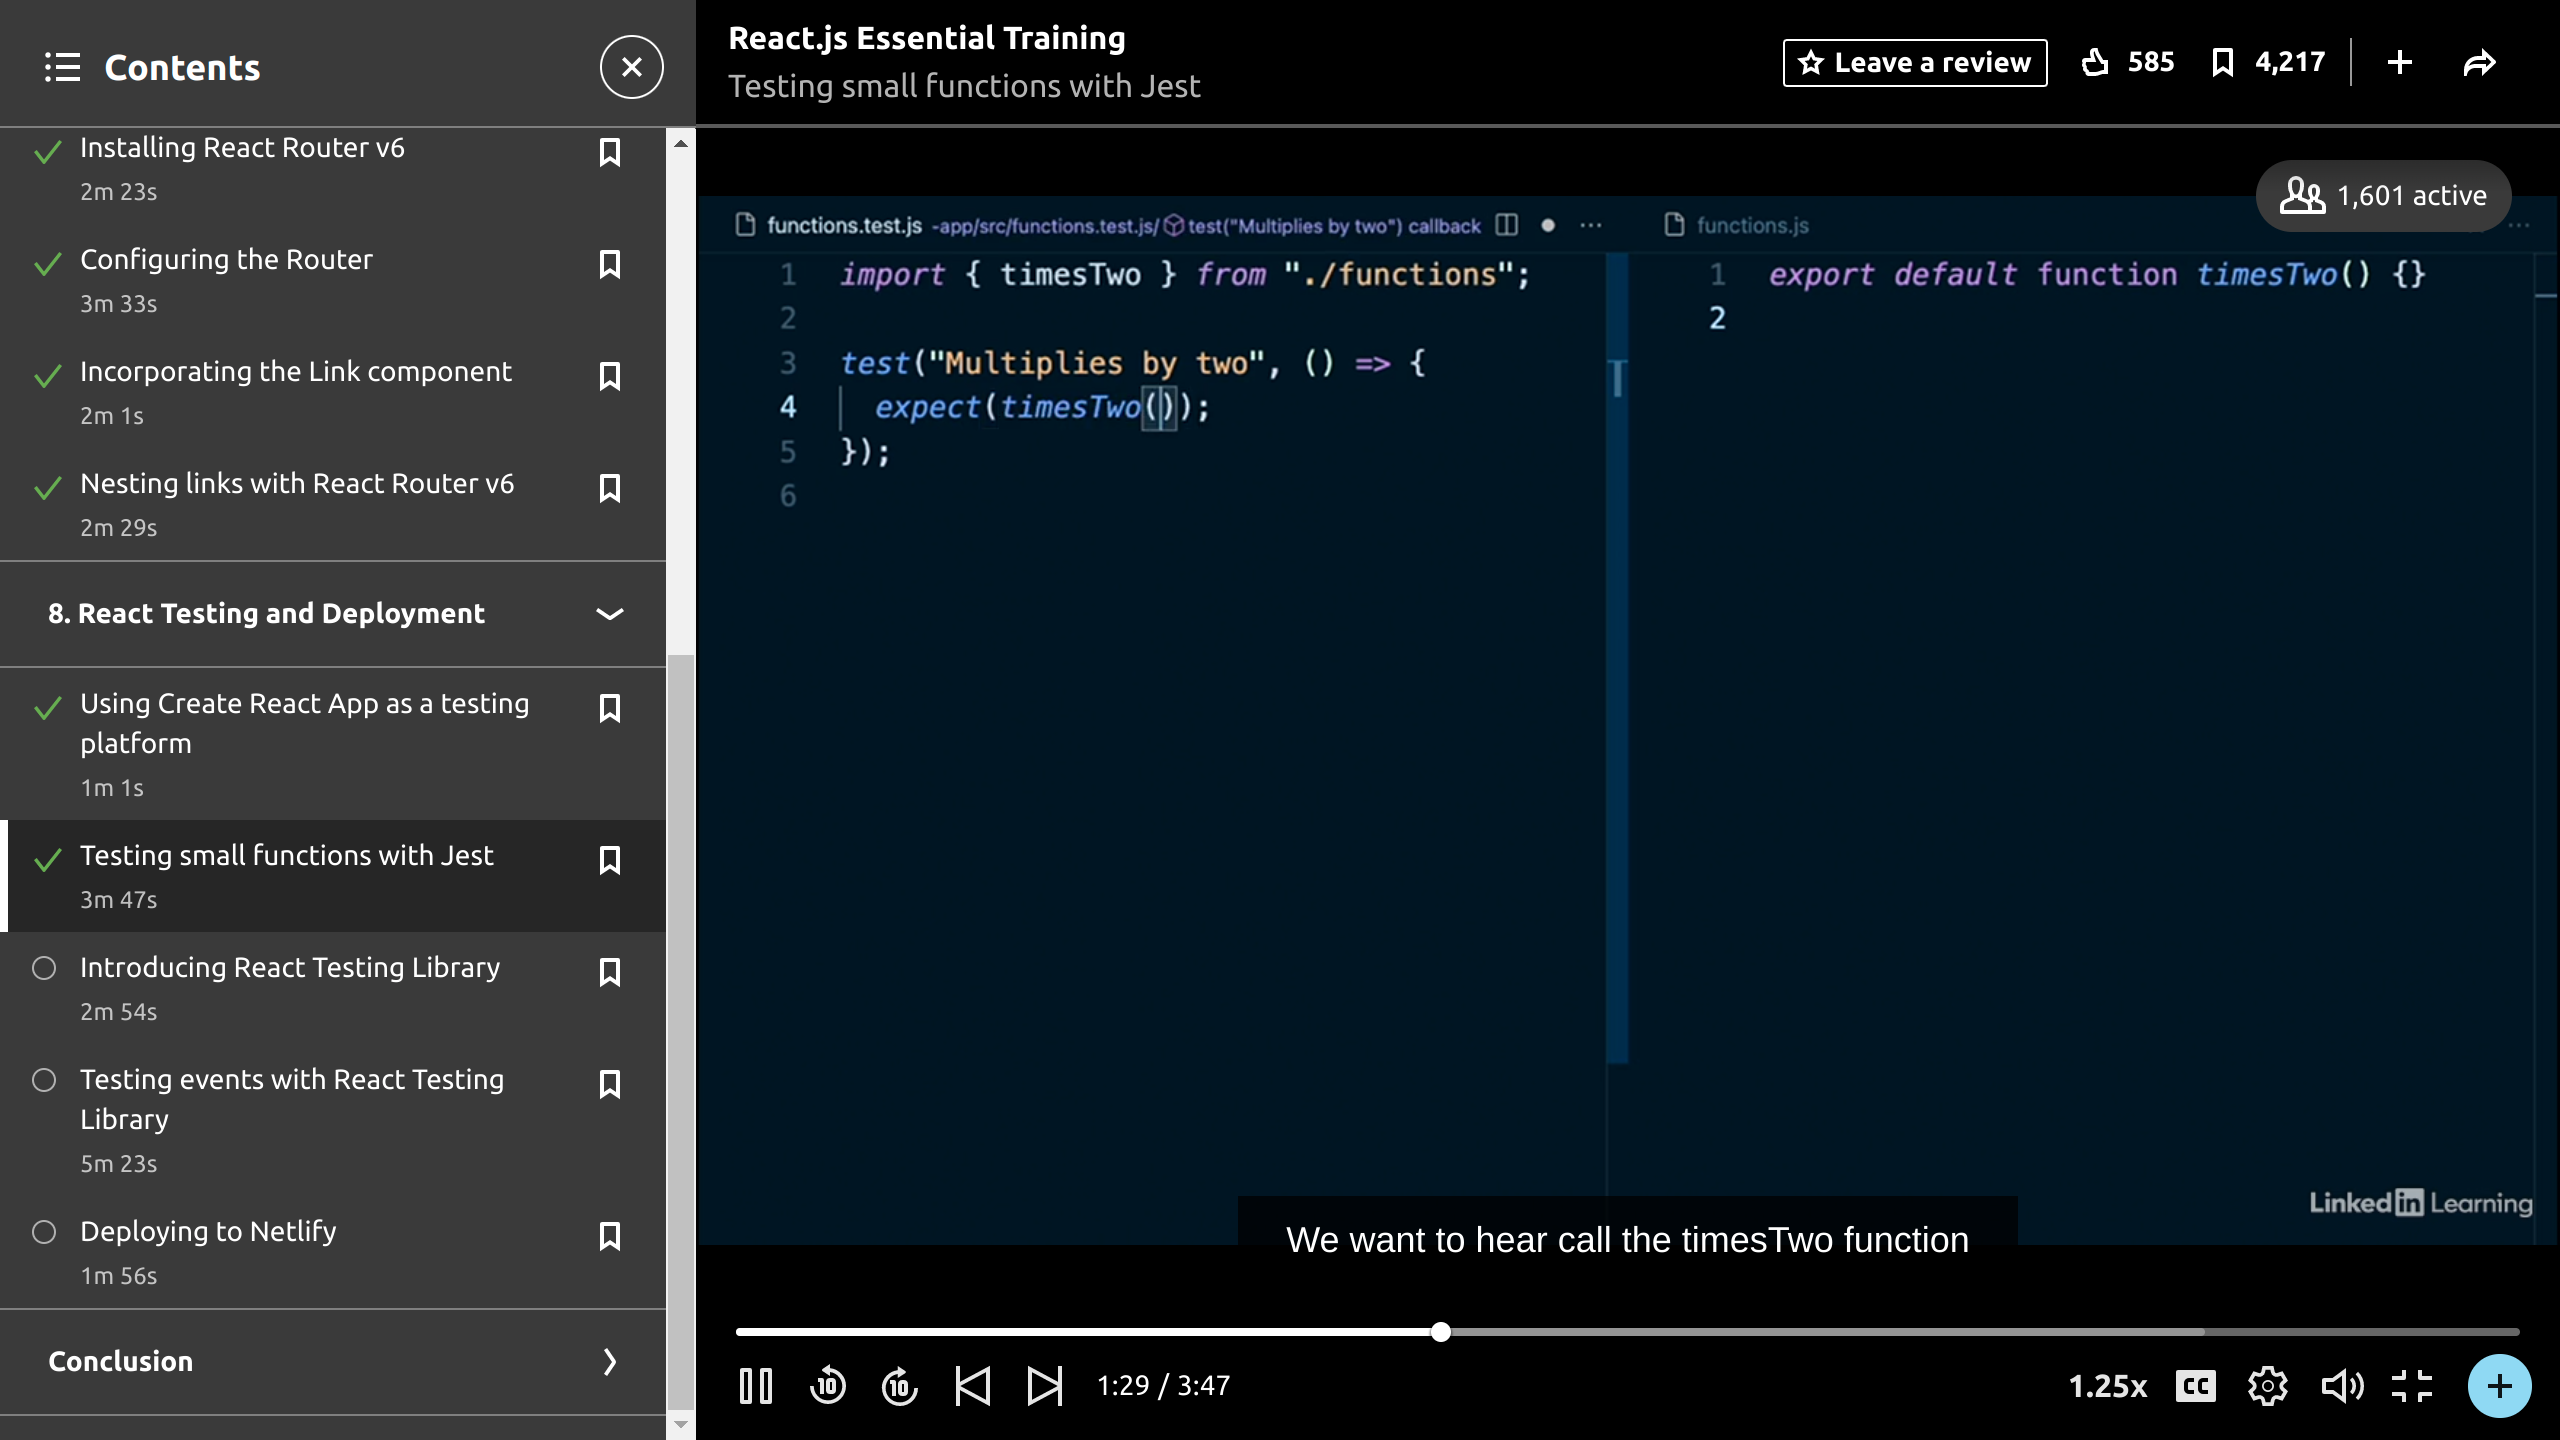 Contents
Installing React Router v6
2m 23s
Configuring the Router
3m 33s
Incorporating the Link component
2m 1s
Nesting links with React Router v6
2m 29s
8. React Testing and Deployment
Using Create React App as a testing
platform
1m 1s
Testing small functions with Jest
3m 47s
Introducing React Testing Library
2m 54s
Testing events with React Testing
Library
5m 23s
Deploying to Netlify
1m 56s
Conclusion
React.js Essential Training
Testing small functions with Jest
Leave a review
585
4,217
1,601 active
functions.test.js -app/src/functions.test.js/ test("Multiplies by two") callback
1 import { timesTwo } from "./functions";
2
3 test("Multiplies by two", () => {
4 expect(timesTwo());
5 });
6
functions.js
1 export default function timesTwo() {}
2
LinkedIn Learning
We want to hear call the timesTwo function
10
10
1:29 / 3:47
1.25x
CC